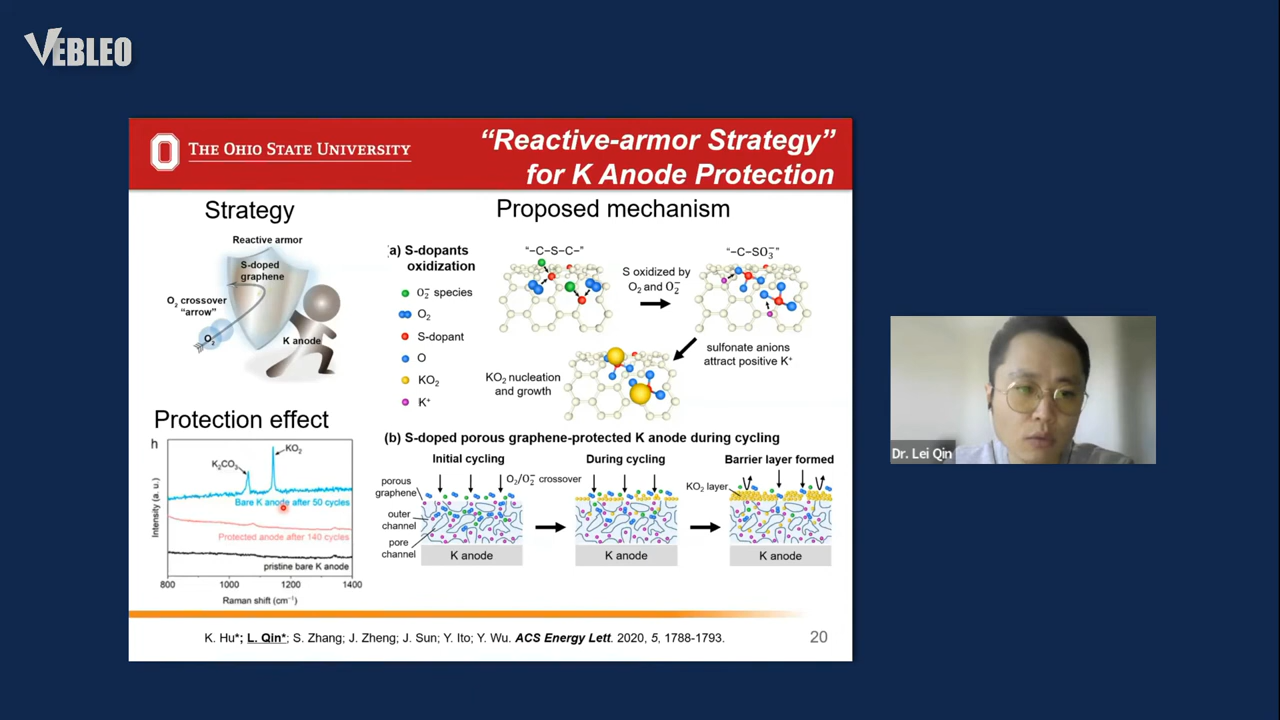 VEBLEO
THE OHIO STATE UNIVERSITY
“Reactive-armor Strategy”
for K Anode Protection
Strategy
Reactive armor
S-doped
graphene
O₂ crossover
“arrow”
O₂
K anode
Protection effect
h
K₂CO₃
KO₂
Bare K anode after 50 cycles
Protected anode after 140 cycles
pristine bare K anode
Intensity (a. u.)
800 1000 1200 1400
Raman shift (cm⁻¹)
Proposed mechanism
(a) S-dopants
oxidization
O₂⁻ species
O₂
S-dopant
O
KO₂
K⁺
“–C–S–C–”
S oxidized by
O₂ and O₂⁻
“–C–SO₃⁻”
sulfonate anions
attract positive K⁺
KO₂ nucleation
and growth
(b) S-doped porous graphene-protected K anode during cycling
Initial cycling
During cycling
Barrier layer formed
O₂/O₂⁻ crossover
porous
graphene
outer
channel
pore
channel
KO₂ layer
K anode
K anode
K anode
K. Hu*; L. Qin*; S. Zhang; J. Zheng; J. Sun; Y. Ito; Y. Wu. ACS Energy Lett. 2020, 5, 1788-1793.
20
Dr. Lei Qin